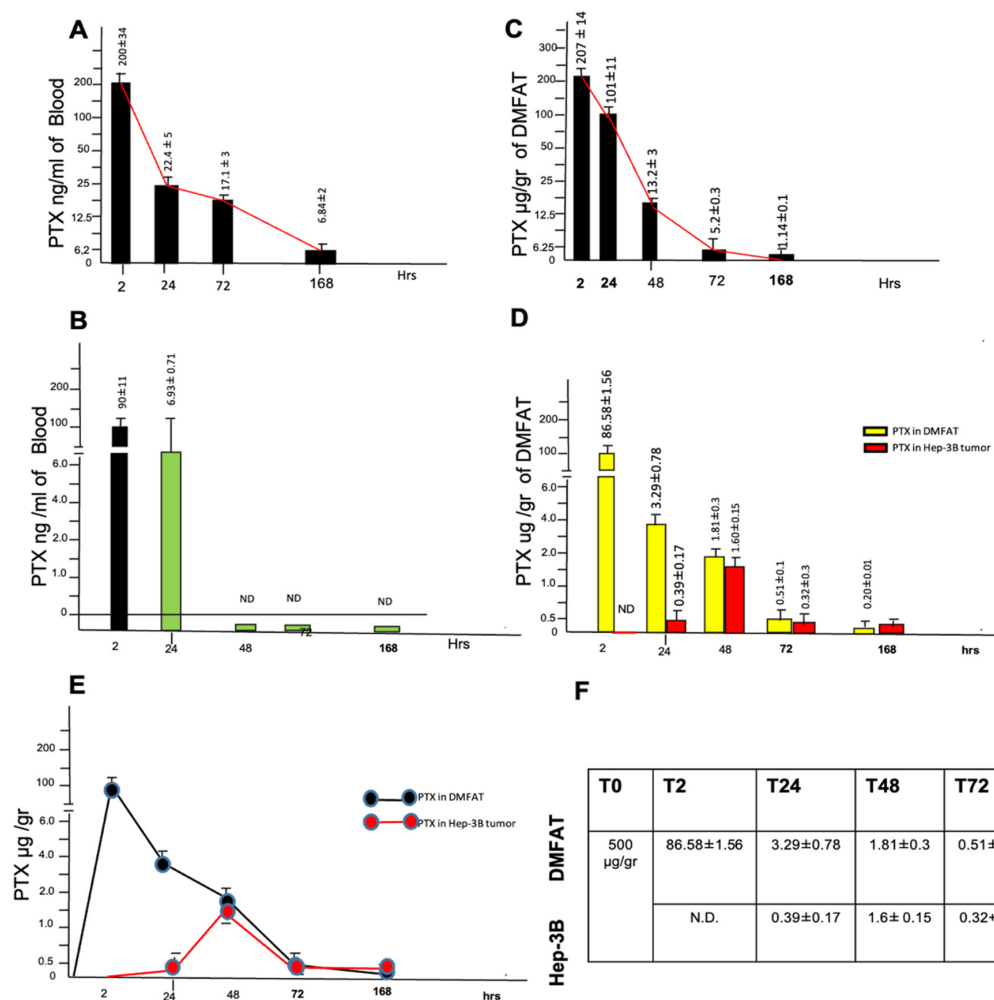 A
PTX ng/ml of Blood
200
100
50
25
12.5
6.2
0
200±34
22.4 ± 5
17.1 ± 3
6.84±2
2 24 72 168 Hrs
C
PTX µg/gr of DMFAT
300
200
100
50
25
12.5
6.25
0
207 ± 14
101±11
13.2± 3
5.2±0.3
1.14±0.1
2 24 48 72 168 Hrs
B
PTX ng /ml of Blood
200
100
6.0
4.0
2.0
1.0
0
90±11
6.93± 0.71
ND
ND
ND
2 24 48 72 168 Hrs
D
PTX ug /gr of DMFAT
200
100
6.0
4.0
2.0
1.0
0.5
0
86.58±1.56
ND
3.29±0.78
0.39±0.17
1.81±0.3
1.60±0.15
0.51±0.1
0.32±0.3
0.20±0.01
PTX in DMFAT
PTX in Hep-3B tumor
2 24 48 72 168 hrs
E
PTX µg/gr
200
100
6.0
4.0
2.0
0.5
0
PTX in DMFAT
PTX in Hep-3B tumor
2 24 48 72 168 hrs
F
T0 T2 T24 T48 T72
DMFAT
500 86.58±1.56 3.29±0.78 1.81±0.3 0.51±
µg/gr
Hep-3B
N.D. 0.39±0.17 1.6± 0.15 0.32±